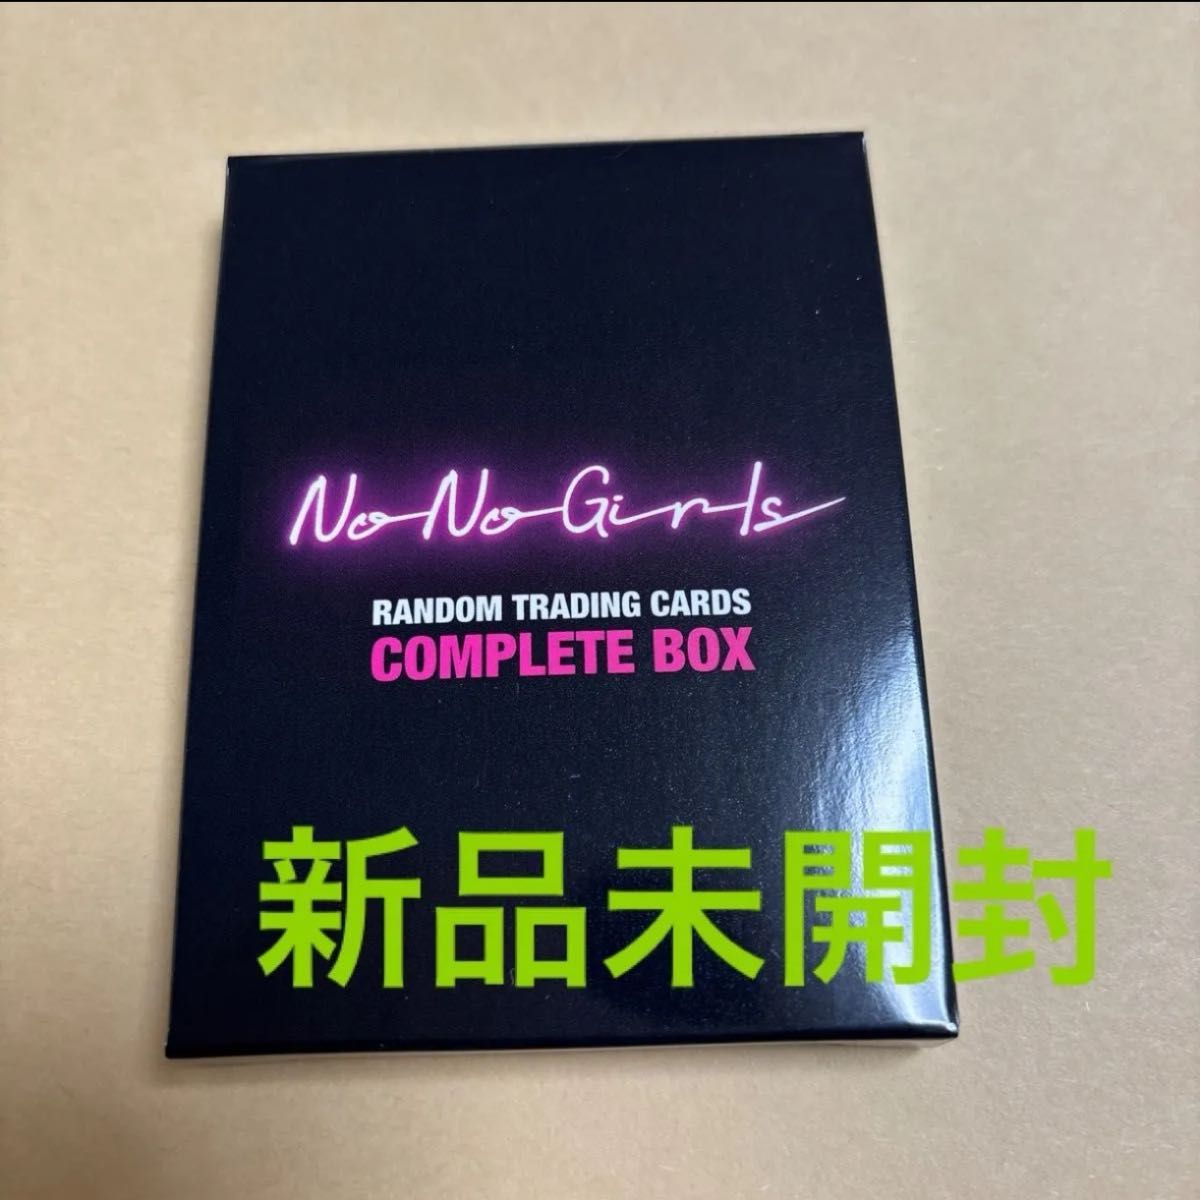 No No Girls
RANDOM TRADING CARDS
COMPLETE BOX
新品未開封